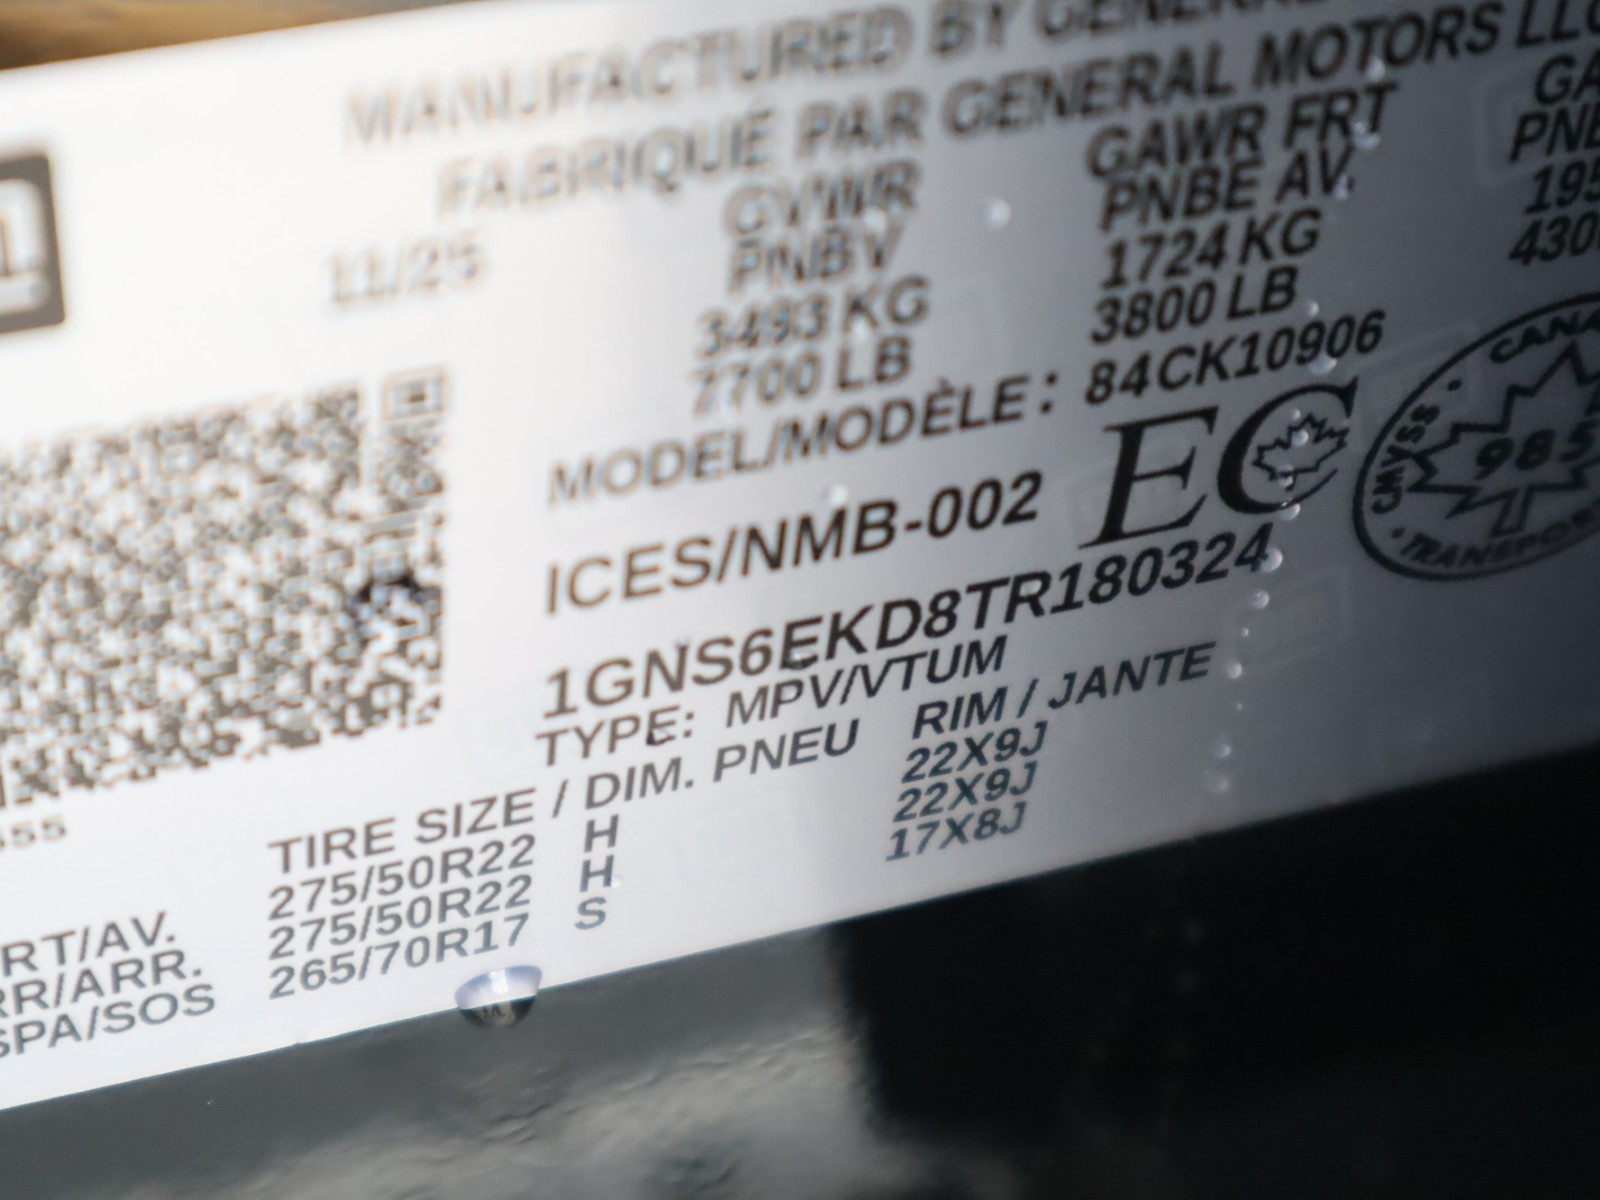 MANUFACTURED BY GENERAL
FABRIQUÉ PAR GENERAL MOTORS LLC
11/25
GVWR
PNBV
3493 KG
7700 LB
GAWR FRT
PNBE AV.
1724 KG
3800 LB
MODEL/MODÈLE: 84CK10906
ICES/NMB-002
EC
CMVSS
TRANSPORT
1GNS6EKD8TR180324
TYPE: MPV/VTUM
TIRE SIZE / DIM. PNEU RIM / JANTE
RT/AV. 275/50R22 H 22X9J
RR/ARR. 275/50R22 H 22X9J
SPA/SOS 265/70R17 S 17X8J